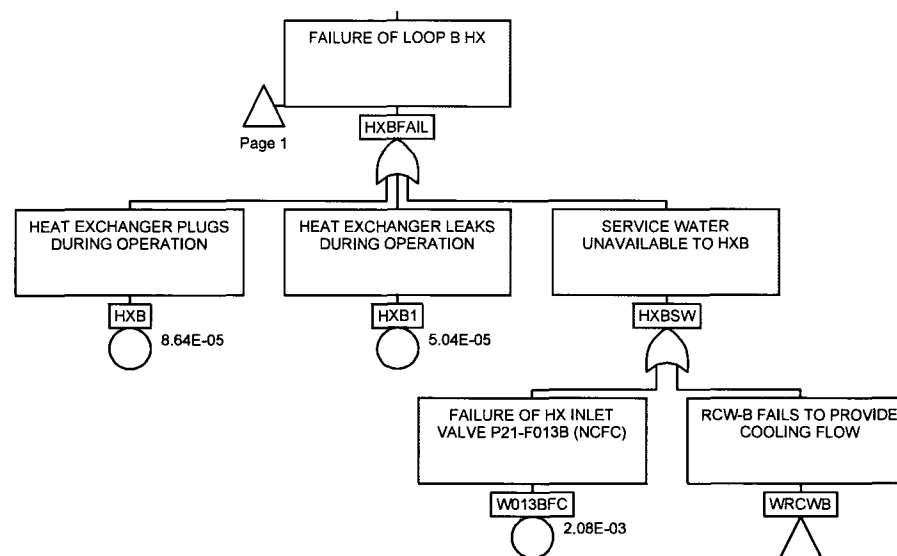 FAILURE OF LOOP B HX
Page 1
HXBFAIL
HEAT EXCHANGER PLUGS
DURING OPERATION
HEAT EXCHANGER LEAKS
DURING OPERATION
SERVICE WATER
UNAVAILABLE TO HXB
HXB
8.64E-05
HXB1
5.04E-05
HXBSW
FAILURE OF HX INLET
VALVE P21-F013B (NCFC)
RCW-B FAILS TO PROVIDE
COOLING FLOW
W013BFC
2.08E-03
WRCWB